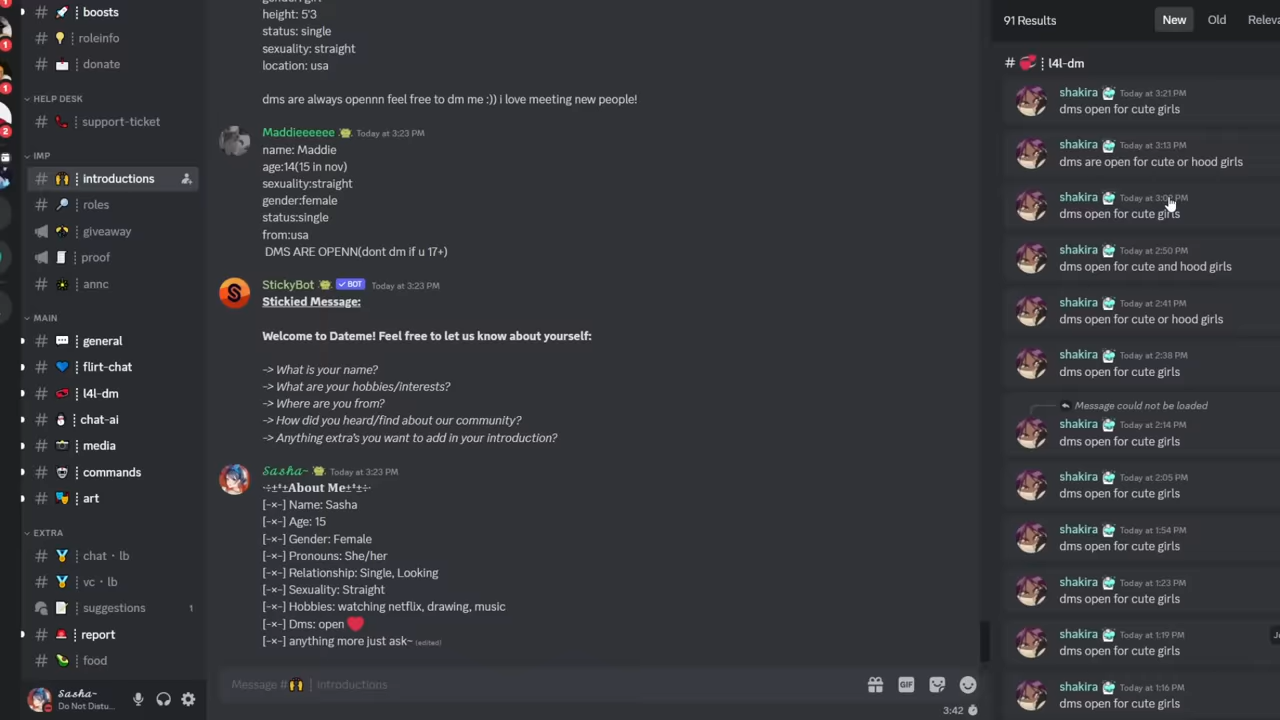 boosts
roleinfo
donate
HELP DESK
support-ticket
IMP
introductions
roles
giveaway
proof
annc
MAIN
general
flirt-chat
l4l-dm
chat-ai
media
commands
art
EXTRA
chat • lb
vc • lb
suggestions 1
report
food
Sasha~
Do Not Distu...
height: 5'3
status: single
sexuality: straight
location: usa
dms are always opennn feel free to dm me :)) i love meeting new people!
Maddieeeeee Today at 3:23 PM
name: Maddie
age:14(15 in nov)
sexuality:straight
gender:female
status:single
from:usa
DMS ARE OPENN(dont dm if u 17+)
StickyBot BOT Today at 3:23 PM
Stickied Message:
Welcome to Dateme! Feel free to let us know about yourself:
-> What is your name?
-> What are your hobbies/interests?
-> Where are you from?
-> How did you heard/find about our community?
-> Anything extra's you want to add in your introduction?
Sasha~ Today at 3:23 PM
About Me
[-×-] Name: Sasha
[-×-] Age: 15
[-×-] Gender: Female
[-×-] Pronouns: She/her
[-×-] Relationship: Single, Looking
[-×-] Sexuality: Straight
[-×-] Hobbies: watching netflix, drawing, music
[-×-] Dms: open ❤️
[-×-] anything more just ask~ (edited)
Message # introductions
GIF
3:42
91 Results
New Old
# l4l-dm
shakira Today at 3:21 PM
dms open for cute girls
shakira Today at 3:13 PM
dms are open for cute or hood girls
shakira Today at PM
dms open for cute girls
shakira Today at 2:50 PM
dms open for cute and hood girls
shakira Today at 2:41 PM
dms open for cute or hood girls
shakira Today at 2:38 PM
dms open for cute girls
Message could not be loaded
shakira Today at 2:14 PM
dms open for cute girls
shakira Today at 2:05 PM
dms open for cute girls
shakira Today at 1:54 PM
dms open for cute girls
shakira Today at 1:23 PM
dms open for cute girls
shakira Today at 1:19 PM
dms open for cute girls
shakira Today at 1:16 PM
dms open for cute girls